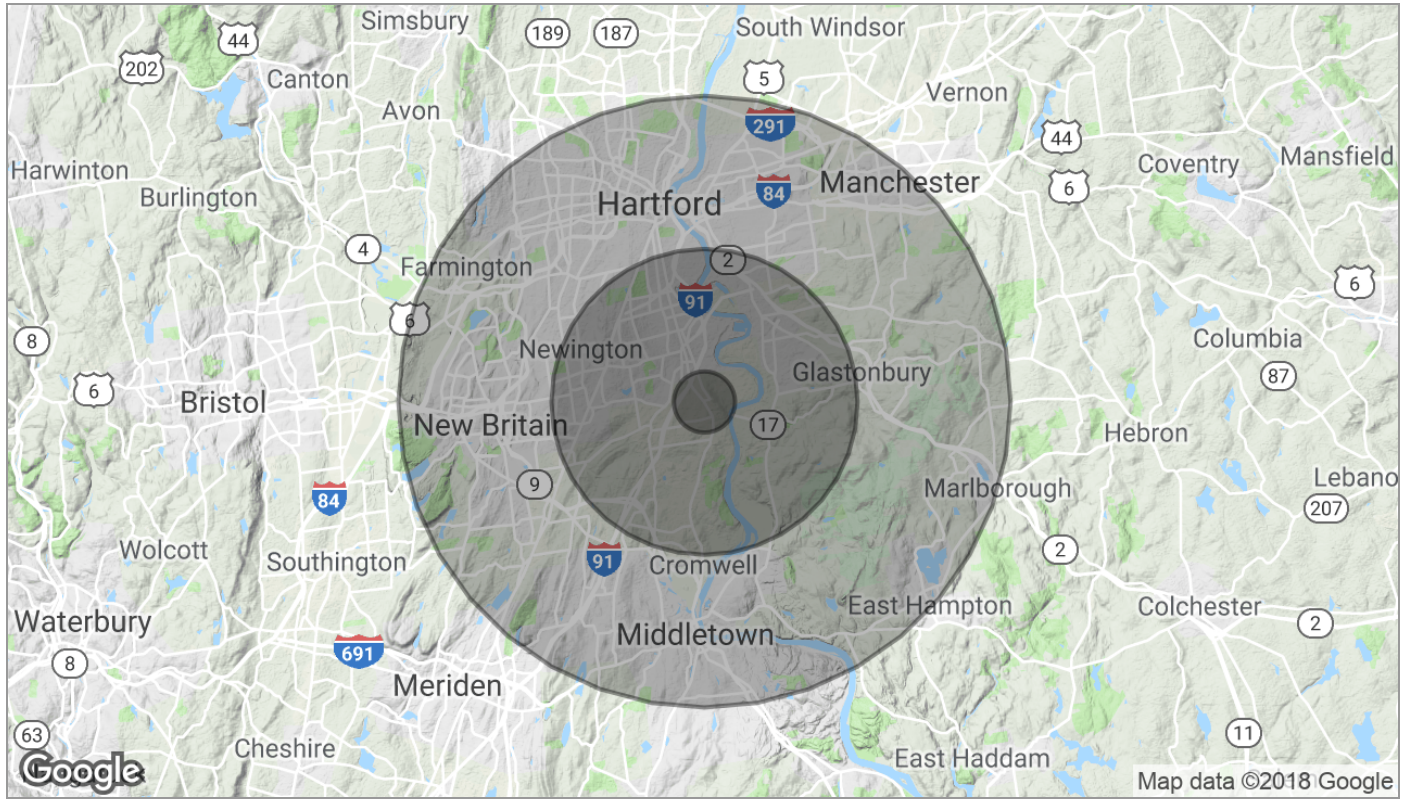 Simsbury
189
187
South Windsor
44
202
5
Canton
Vernon
Avon
291
44
Harwinton
Coventry
Mansfield
Burlington
84
Manchester
6
Hartford
4
Farmington
2
6
91
6
8
Newington
Columbia
Glastonbury
87
6
Bristol
New Britain
17
Hebron
9
Marlborough
Lebano
84
207
Wolcott
Southington
91
Cromwell
2
East Hampton
Colchester
Waterbury
Middletown
2
691
8
Meriden
63
Cheshire
11
East Haddam
Google
Map data ©2018 Google